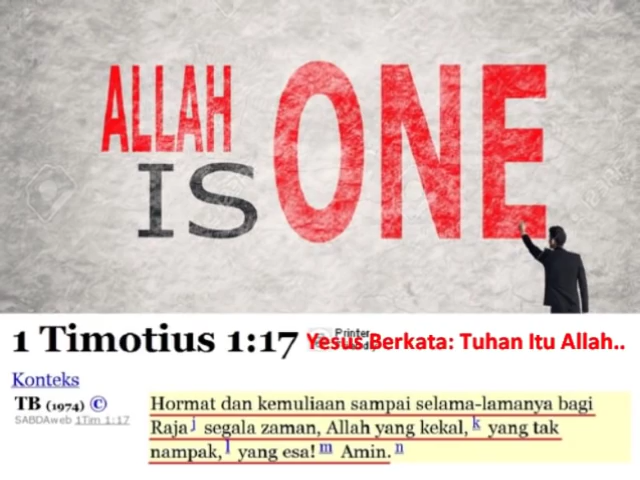 ALLAH
IS ONE
1 Timotius 1:17 Yesus Berkata: Tuhan Itu Allah..
Printer
Konteks
TB (1974) © Hormat dan kemuliaan sampai selama-lamanya bagi
SABDAweb 1Tim 1:17
Raja j segala zaman, Allah yang kekal, k yang tak
nampak, l yang esa! m Amin. n